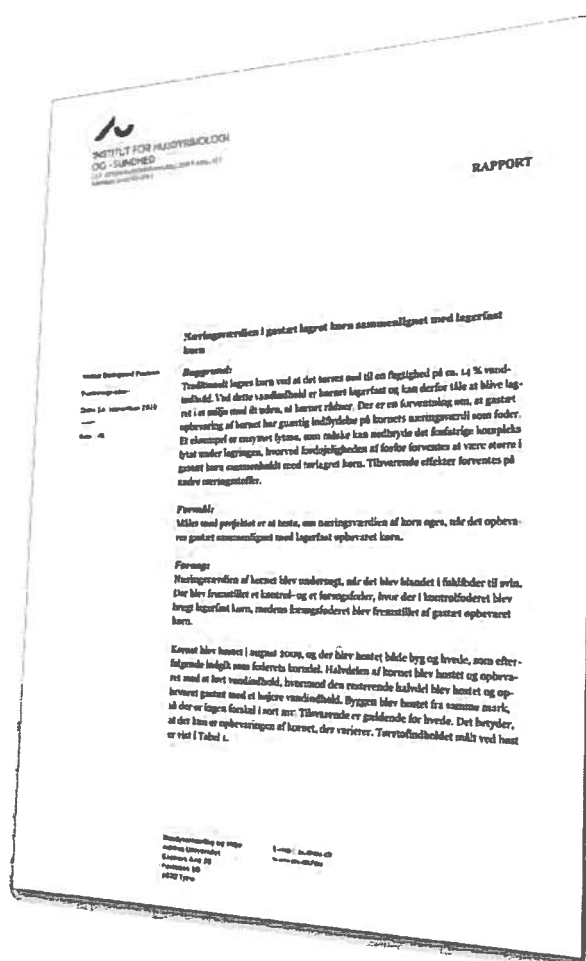 INSTITUT FOR HUSDYRBIOLOGI
OG -SUNDHED
RAPPORT
Næringsværdien i gastæt lagret korn sammenlignet med lagerfast
korn
Baggrund:
Traditionelt lagres korn ved at det tørres ned til en fugtighed på ca. 14 % vand-
indhold. Ved dette vandindhold er kornet lagerfast og kan derfor tåle at blive lag-
ret i et miljø med ilt uden, at kornet rådner. Der er en forventning om, at gastæt
opbevaring af kornet har gunstig indflydelse på kornets næringsværdi som foder.
Et eksempel er enzymet fytase, som måske kan nedbryde det fosforrige kompleks
fytat under lagringen, hvorved fordøjeligheden af fosfor forventes at være større i
gastæt korn sammenholdt med tørlagret korn. Tilsvarende effekter forventes på
andre næringsstoffer.
Formål:
Målet med projektet er at teste, om næringsværdien af korn øges, når det opbeva-
res gastæt sammenlignet med lagerfast opbevaret korn.
Forsøg:
Næringsværdien af kornet blev undersøgt, når det blev blandet i fuldfoder til svin.
Der blev fremstillet et kontrol- og et forsøgsfoder, hvor der i kontrolfoderet blev
brugt lagerfast korn, medens forsøgsfoderet blev fremstillet af gastæt opbevaret
korn.
Kornet blev høstet i august 2009, og der blev høstet både byg og hvede, som efter-
følgende indgik som foderets korndel. Halvdelen af kornet blev høstet og opbeva-
ret med et lavt vandindhold, hvorimod den resterende halvdel blev høstet og op-
bevaret gastæt med et højere vandindhold. Byggen blev høstet fra samme mark,
så der er ingen forskel i sort mv. Tilsvarende er gældende for hvede. Det betyder,
at det kun er opbevaringen af kornet, der varierer. Tørstofindholdet målt ved høst
er vist i Tabel 1.
Aarhus Universitet
8830 Tjele